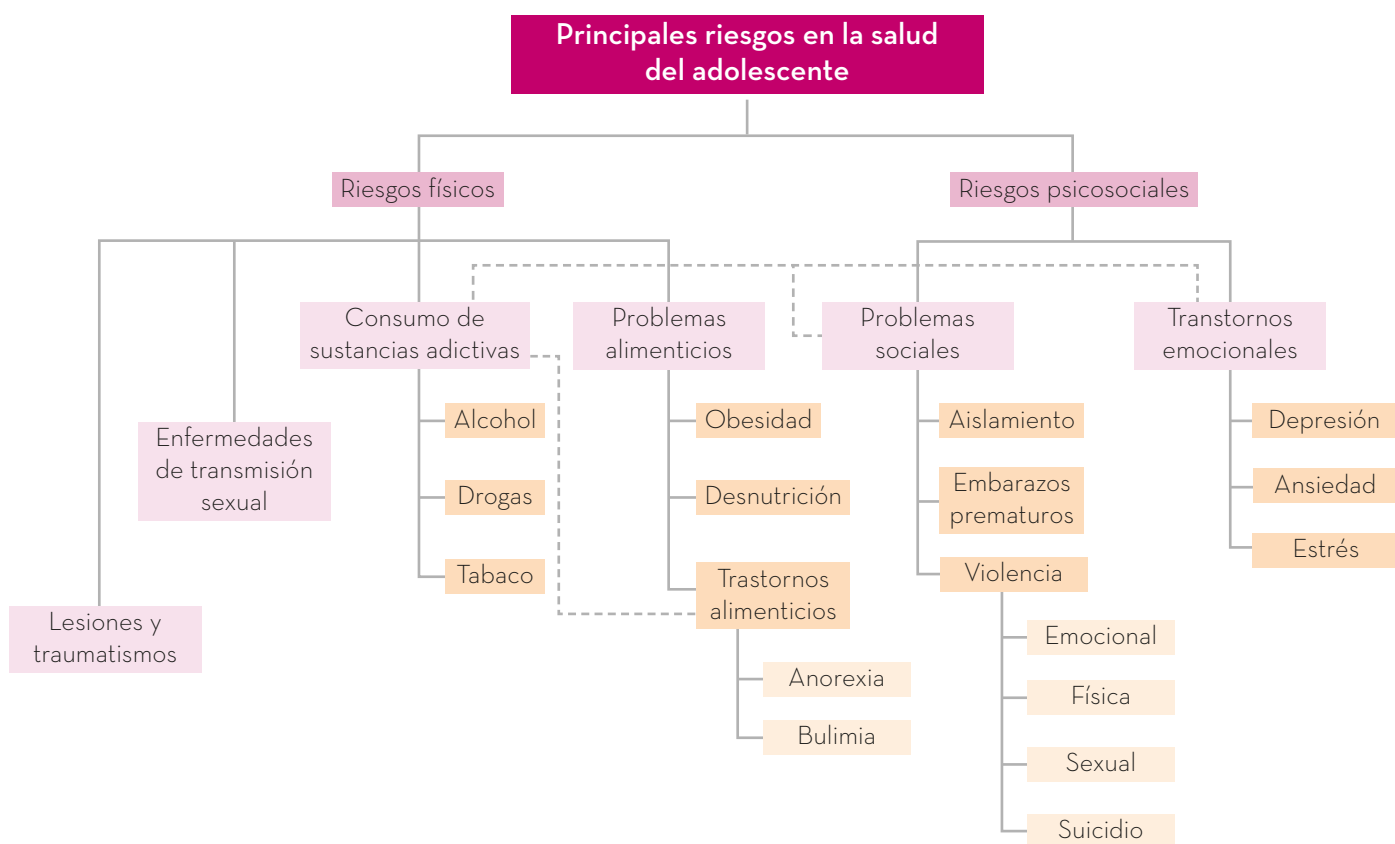 Principales riesgos en la salud
del adolescente
Riesgos físicos
Riesgos psicosociales
Consumo de
sustancias adictivas
Problemas
alimenticios
Problemas
sociales
Transtornos
emocionales
Alcohol
Drogas
Tabaco
Obesidad
Desnutrición
Trastornos
alimenticios
Anorexia
Bulimia
Aislamiento
Embarazos
prematuros
Violencia
Emocional
Física
Sexual
Suicidio
Depresión
Ansiedad
Estrés
Enfermedades
de transmisión
sexual
Lesiones y
traumatismos